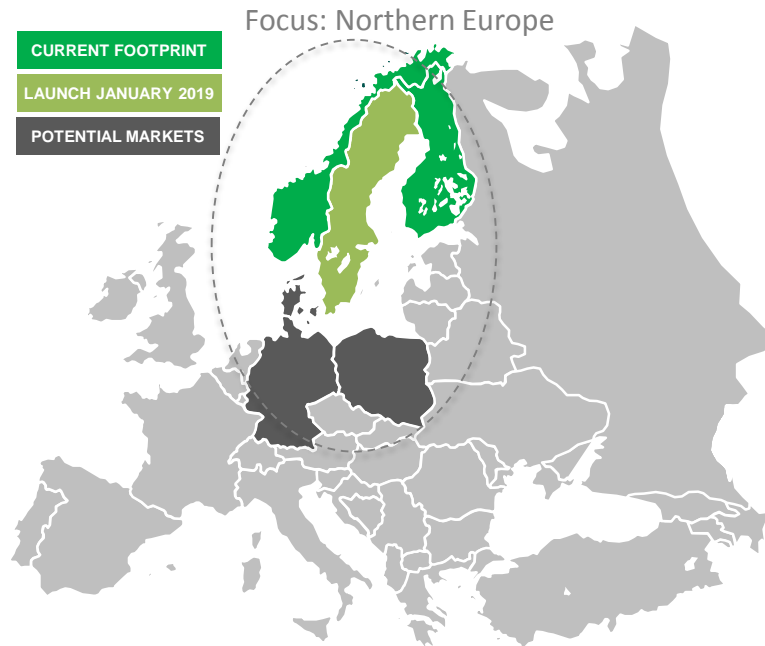 Focus: Northern Europe
CURRENT FOOTPRINT
LAUNCH JANUARY 2019
POTENTIAL MARKETS